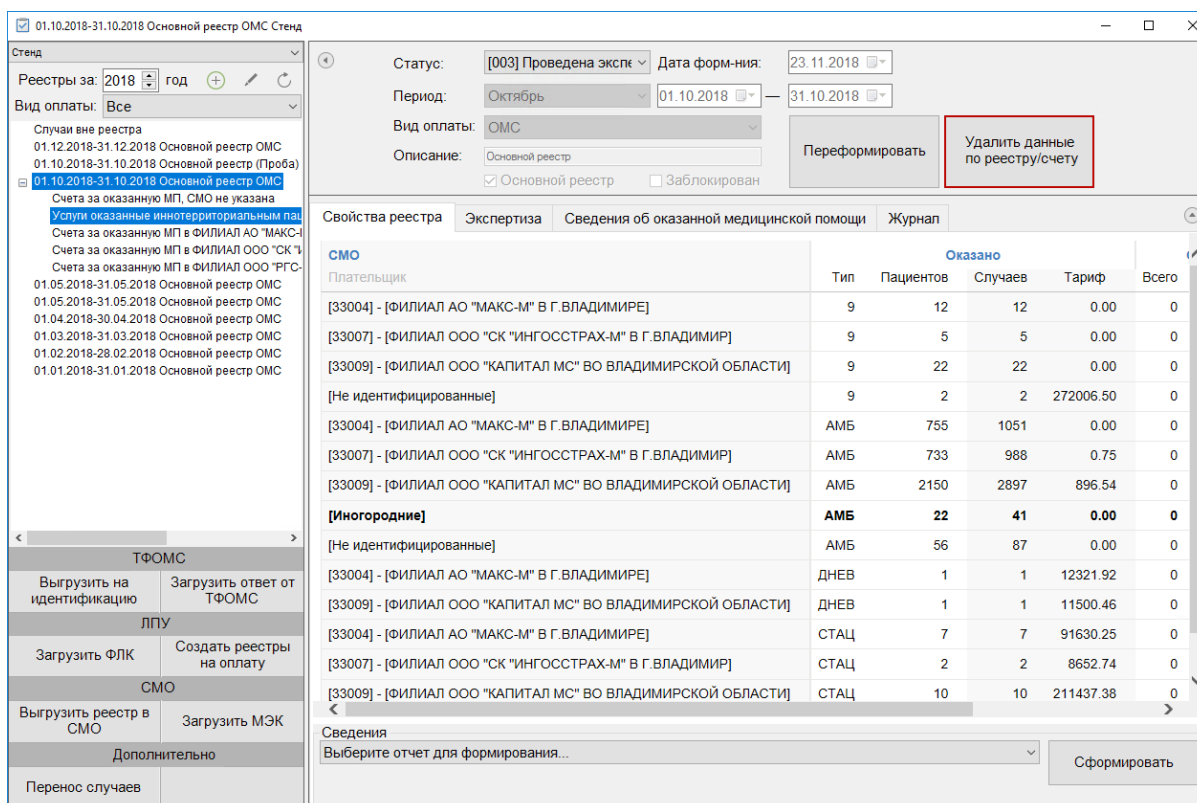 01.10.2018-31.10.2018 Основной реестр ОМС Стенд
Стенд
Реестры за: 2018 год
Вид оплаты: Все
Случаи вне реестра
01.12.2018-31.12.2018 Основной реестр ОМС
01.10.2018-31.10.2018 Основной реестр (Проба)
01.10.2018-31.10.2018 Основной реестр ОМС
Счета за оказанную МП, СМО не указана
Услуги оказанные иннотерриториальным пац
Счета за оказанную МП в ФИЛИАЛ АО "МАКС-
Счета за оказанную МП в ФИЛИАЛ ООО "СК "
Счета за оказанную МП в ФИЛИАЛ ООО "РГС-
01.05.2018-31.05.2018 Основной реестр ОМС
01.05.2018-31.05.2018 Основной реестр ОМС
01.04.2018-30.04.2018 Основной реестр ОМС
01.03.2018-31.03.2018 Основной реестр ОМС
01.02.2018-28.02.2018 Основной реестр ОМС
01.01.2018-31.01.2018 Основной реестр ОМС
ТФОМС
Выгрузить на идентификацию
Загрузить ответ от ТФОМС
ЛПУ
Загрузить ФЛК
Создать реестры на оплату
СМО
Выгрузить реестр в СМО
Загрузить МЭК
Дополнительно
Перенос случаев
Статус: [003] Проведена экспе Дата форм-ния: 23.11.2018
Период: Октябрь 01.10.2018 — 31.10.2018
Вид оплаты: ОМС
Описание: Основной реестр
Основной реестр Заблокирован
Переформировать
Удалить данные
по реестру/счету
Свойства реестра Экспертиза Сведения об оказанной медицинской помощи Журнал
СМО Оказано
Плательщик Тип Пациентов Случаев Тариф Всего
[33004] - [ФИЛИАЛ АО "МАКС-М" В Г.ВЛАДИМИРЕ] 9 12 12 0.00 0
[33007] - [ФИЛИАЛ ООО "СК "ИНГОССТРАХ-М" В Г.ВЛАДИМИР] 9 5 5 0.00 0
[33009] - [ФИЛИАЛ ООО "КАПИТАЛ МС" ВО ВЛАДИМИРСКОЙ ОБЛАСТИ] 9 22 22 0.00 0
[Не идентифицированные] 9 2 2 272006.50 0
[33004] - [ФИЛИАЛ АО "МАКС-М" В Г.ВЛАДИМИРЕ] АМБ 755 1051 0.00 0
[33007] - [ФИЛИАЛ ООО "СК "ИНГОССТРАХ-М" В Г.ВЛАДИМИР] АМБ 733 988 0.75 0
[33009] - [ФИЛИАЛ ООО "КАПИТАЛ МС" ВО ВЛАДИМИРСКОЙ ОБЛАСТИ] АМБ 2150 2897 896.54 0
[Иногородние] АМБ 22 41 0.00 0
[Не идентифицированные] АМБ 56 87 0.00 0
[33004] - [ФИЛИАЛ АО "МАКС-М" В Г.ВЛАДИМИРЕ] ДНЕВ 1 1 12321.92 0
[33009] - [ФИЛИАЛ ООО "КАПИТАЛ МС" ВО ВЛАДИМИРСКОЙ ОБЛАСТИ] ДНЕВ 1 1 11500.46 0
[33004] - [ФИЛИАЛ АО "МАКС-М" В Г.ВЛАДИМИРЕ] СТАЦ 7 7 91630.25 0
[33007] - [ФИЛИАЛ ООО "СК "ИНГОССТРАХ-М" В Г.ВЛАДИМИР] СТАЦ 2 2 8652.74 0
[33009] - [ФИЛИАЛ ООО "КАПИТАЛ МС" ВО ВЛАДИМИРСКОЙ ОБЛАСТИ] СТАЦ 10 10 211437.38 0
Сведения
Выберите отчет для формирования...
Сформировать